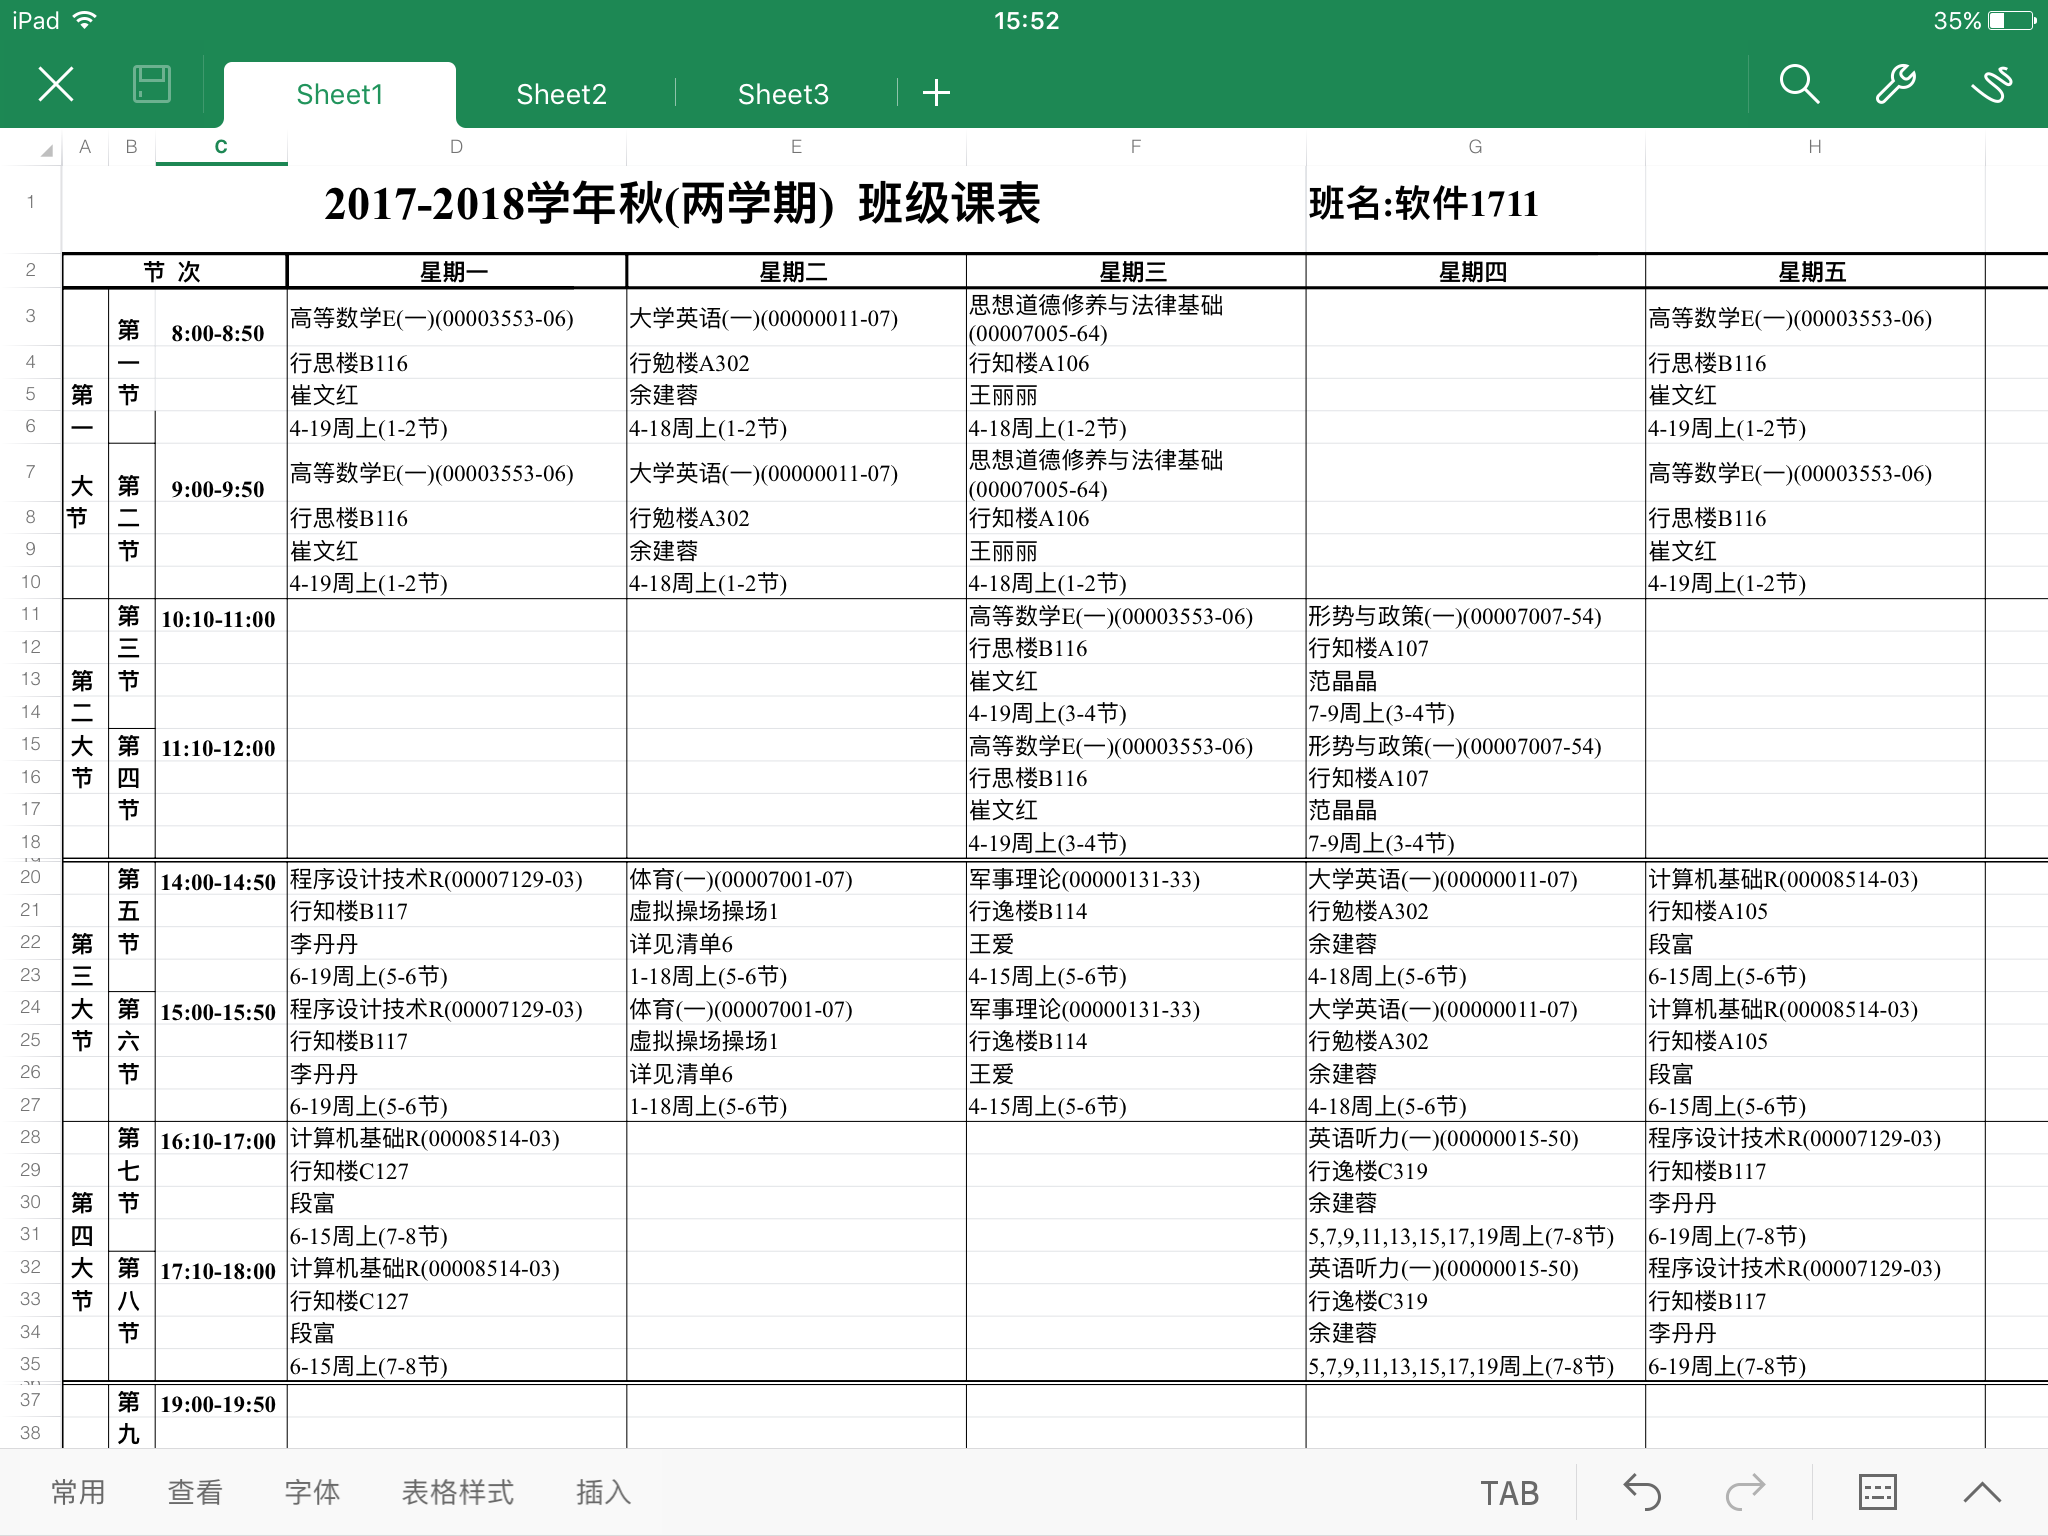 iPad 15:52 35%
Sheet1 Sheet2 Sheet3 +
A B C D E F G H
1 2017-2018学年秋(两学期) 班级课表 班名:软件1711
2 节 次 星期一 星期二 星期三 星期四 星期五
思想道德修养与法律基础
3 第 8:00-8:50 高等数学E(一)(00003553-06) 大学英语(一)(00000011-07) (00007005-64) 高等数学E(一)(00003553-06)
4 一 行思楼B116 行勉楼A302 行知楼A106 行思楼B116
5 第 节 崔文红 余建蓉 王丽丽 崔文红
6 一 4-19周上(1-2节) 4-18周上(1-2节) 4-18周上(1-2节) 4-19周上(1-2节)
思想道德修养与法律基础
7 大 第 9:00-9:50 高等数学E(一)(00003553-06) 大学英语(一)(00000011-07) (00007005-64) 高等数学E(一)(00003553-06)
8 节 二 行思楼B116 行勉楼A302 行知楼A106 行思楼B116
9 节 崔文红 余建蓉 王丽丽 崔文红
10 4-19周上(1-2节) 4-18周上(1-2节) 4-18周上(1-2节) 4-19周上(1-2节)
11 第 10:10-11:00 高等数学E(一)(00003553-06) 形势与政策(一)(00007007-54)
12 三 行思楼B116 行知楼A107
13 第 节 崔文红 范晶晶
14 二 4-19周上(3-4节) 7-9周上(3-4节)
15 大 第 11:10-12:00 高等数学E(一)(00003553-06) 形势与政策(一)(00007007-54)
16 节 四 行思楼B116 行知楼A107
17 节 崔文红 范晶晶
18 4-19周上(3-4节) 7-9周上(3-4节)
20 第 14:00-14:50 程序设计技术R(00007129-03) 体育(一)(00007001-07) 军事理论(00000131-33) 大学英语(一)(00000011-07) 计算机基础R(00008514-03)
21 五 行知楼B117 虚拟操场操场1 行逸楼B114 行勉楼A302 行知楼A105
22 第 节 李丹丹 详见清单6 王爱 余建蓉 段富
23 三 6-19周上(5-6节) 1-18周上(5-6节) 4-15周上(5-6节) 4-18周上(5-6节) 6-15周上(5-6节)
24 大 第 15:00-15:50 程序设计技术R(00007129-03) 体育(一)(00007001-07) 军事理论(00000131-33) 大学英语(一)(00000011-07) 计算机基础R(00008514-03)
25 节 六 行知楼B117 虚拟操场操场1 行逸楼B114 行勉楼A302 行知楼A105
26 节 李丹丹 详见清单6 王爱 余建蓉 段富
27 6-19周上(5-6节) 1-18周上(5-6节) 4-15周上(5-6节) 4-18周上(5-6节) 6-15周上(5-6节)
28 第 16:10-17:00 计算机基础R(00008514-03) 英语听力(一)(00000015-50) 程序设计技术R(00007129-03)
29 七 行知楼C127 行逸楼C319 行知楼B117
30 第 节 段富 余建蓉 李丹丹
31 四 6-15周上(7-8节) 5,7,9,11,13,15,17,19周上(7-8节) 6-19周上(7-8节)
32 大 第 17:10-18:00 计算机基础R(00008514-03) 英语听力(一)(00000015-50) 程序设计技术R(00007129-03)
33 节 八 行知楼C127 行逸楼C319 行知楼B117
34 节 段富 余建蓉 李丹丹
35 6-15周上(7-8节) 5,7,9,11,13,15,17,19周上(7-8节) 6-19周上(7-8节)
37 第 19:00-19:50
38 九
常用 查看 字体 表格样式 插入 TAB